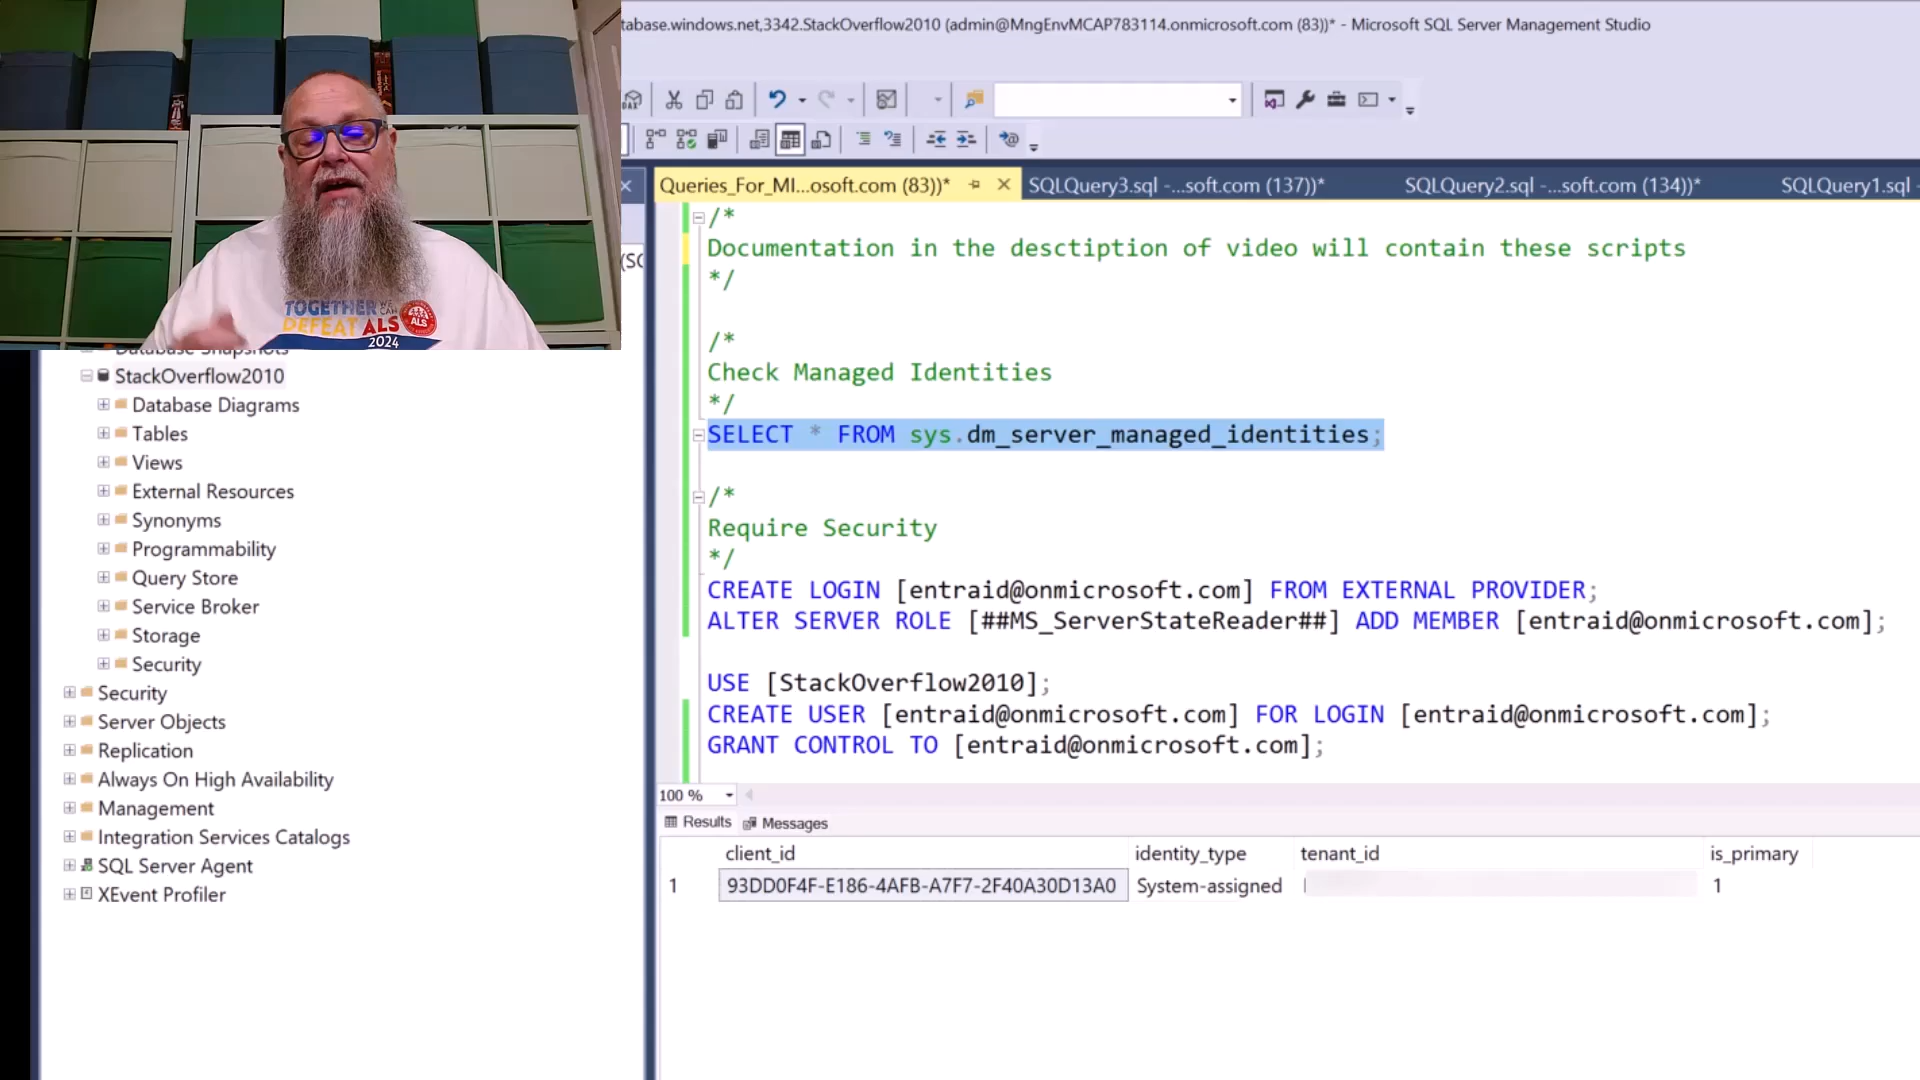 tabase.windows.net,3342.StackOverflow2010 (admin@MngEnvMCAP783114.onmicrosoft.com (83))* - Microsoft SQL Server Management Studio
Queries_For_MI...osoft.com (83))*
SQLQuery3.sql -...soft.com (137))*
SQLQuery2.sql -...soft.com (134))*
SQLQuery1.sql -
/*
Documentation in the desctiption of video will contain these scripts
*/
/*
Check Managed Identities
*/
SELECT * FROM sys.dm_server_managed_identities;
/*
Require Security
*/
CREATE LOGIN [entraid@onmicrosoft.com] FROM EXTERNAL PROVIDER;
ALTER SERVER ROLE [##MS_ServerStateReader##] ADD MEMBER [entraid@onmicrosoft.com];
USE [StackOverflow2010];
CREATE USER [entraid@onmicrosoft.com] FOR LOGIN [entraid@onmicrosoft.com];
GRANT CONTROL TO [entraid@onmicrosoft.com];
100 %
Results
Messages
client_id identity_type tenant_id is_primary
1 93DD0F4F-E186-4AFB-A7F7-2F40A30D13A0 System-assigned 1
TOGETHER WE CAN
DEFEAT ALS
ALS
2024
(SC
Database Snapshots
StackOverflow2010
Database Diagrams
Tables
Views
External Resources
Synonyms
Programmability
Query Store
Service Broker
Storage
Security
Security
Server Objects
Replication
Always On High Availability
Management
Integration Services Catalogs
SQL Server Agent
XEvent Profiler